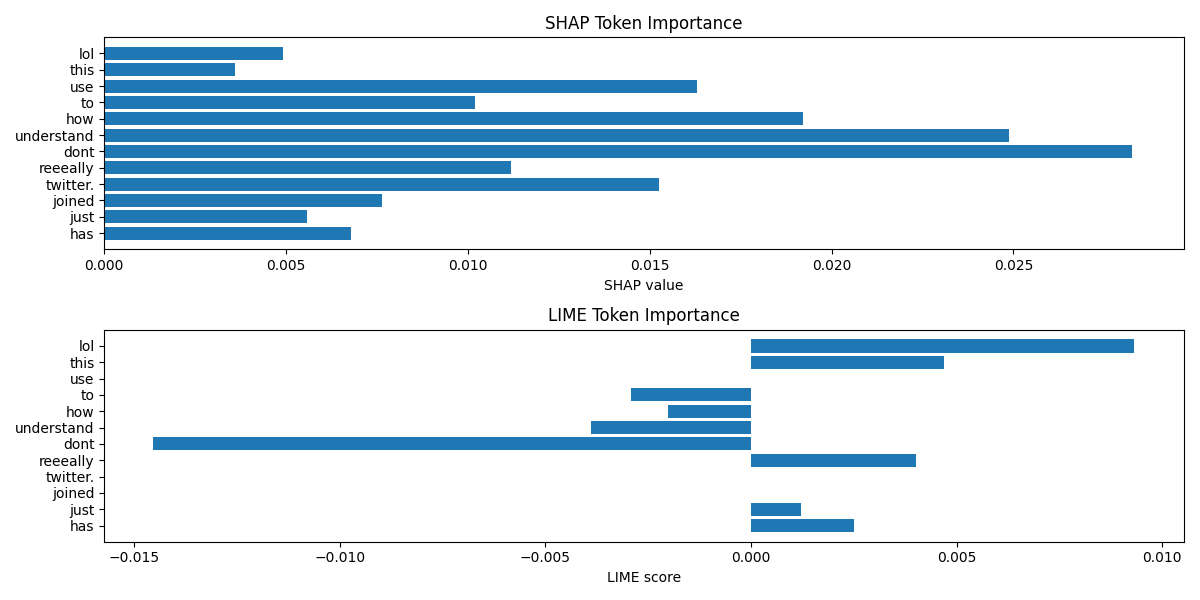 SHAP Token Importance
lol
this
use
to
how
understand
dont
reeeally
twitter.
joined
just
has
0.000 0.005 0.010 0.015 0.020 0.025
SHAP value
LIME Token Importance
lol
this
use
to
how
understand
dont
reeeally
twitter.
joined
just
has
−0.015 −0.010 −0.005 0.000 0.005 0.010
LIME score